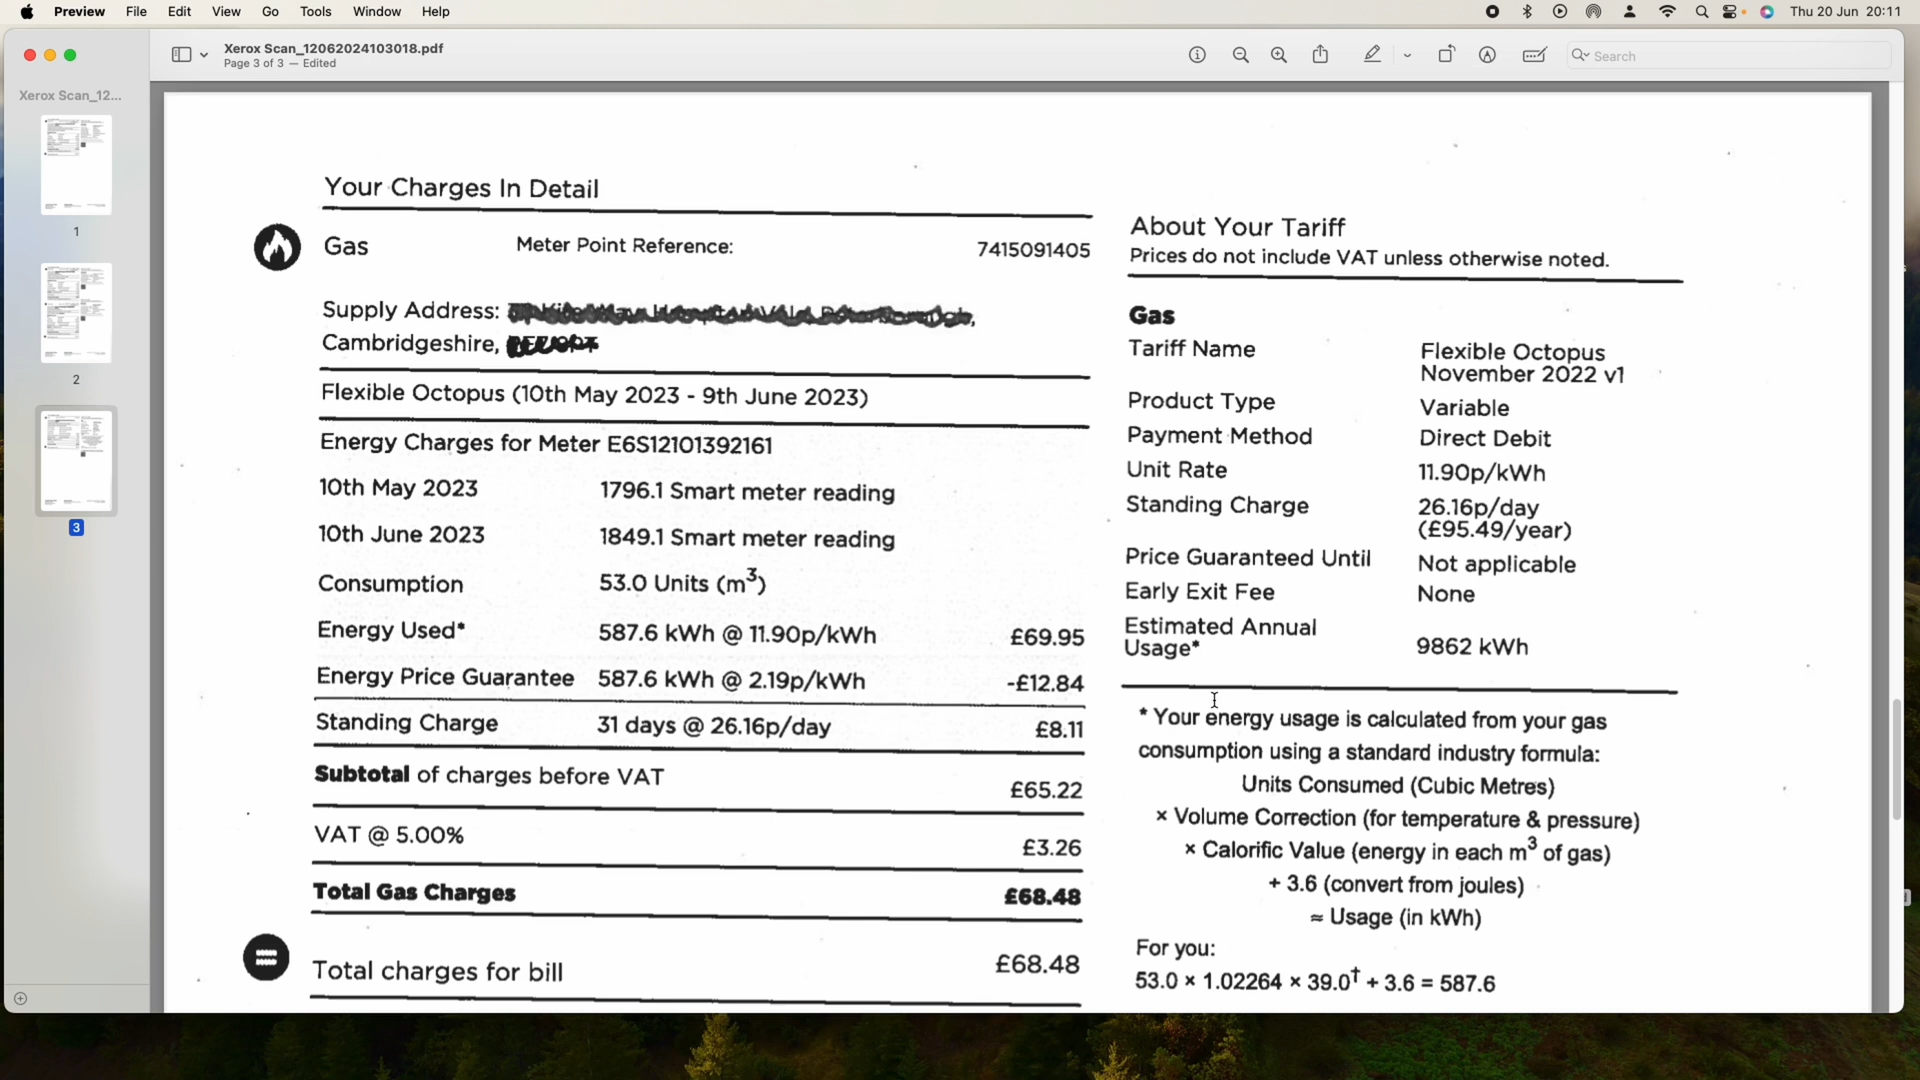 Preview File Edit View Go Tools Window Help
Thu 20 Jun 20:11
Xerox Scan_12062024103018.pdf
Page 3 of 3 — Edited
Search
Xerox Scan_12...
1
2
3
Your Charges In Detail
Gas Meter Point Reference: 7415091405
Supply Address:
Cambridgeshire,
Flexible Octopus (10th May 2023 - 9th June 2023)
Energy Charges for Meter E6S12101392161
10th May 2023 1796.1 Smart meter reading
10th June 2023 1849.1 Smart meter reading
Consumption 53.0 Units (m³)
Energy Used* 587.6 kWh @ 11.90p/kWh £69.95
Energy Price Guarantee 587.6 kWh @ 2.19p/kWh -£12.84
Standing Charge 31 days @ 26.16p/day £8.11
Subtotal of charges before VAT £65.22
VAT @ 5.00% £3.26
Total Gas Charges £68.48
Total charges for bill £68.48
About Your Tariff
Prices do not include VAT unless otherwise noted.
Gas
Tariff Name Flexible Octopus
November 2022 v1
Product Type Variable
Payment Method Direct Debit
Unit Rate 11.90p/kWh
Standing Charge 26.16p/day
(£95.49/year)
Price Guaranteed Until Not applicable
Early Exit Fee None
Estimated Annual
Usage* 9862 kWh
* Your energy usage is calculated from your gas
consumption using a standard industry formula:
Units Consumed (Cubic Metres)
× Volume Correction (for temperature & pressure)
× Calorific Value (energy in each m³ of gas)
÷ 3.6 (convert from joules)
≈ Usage (in kWh)
For you:
53.0 × 1.02264 × 39.0† ÷ 3.6 = 587.6